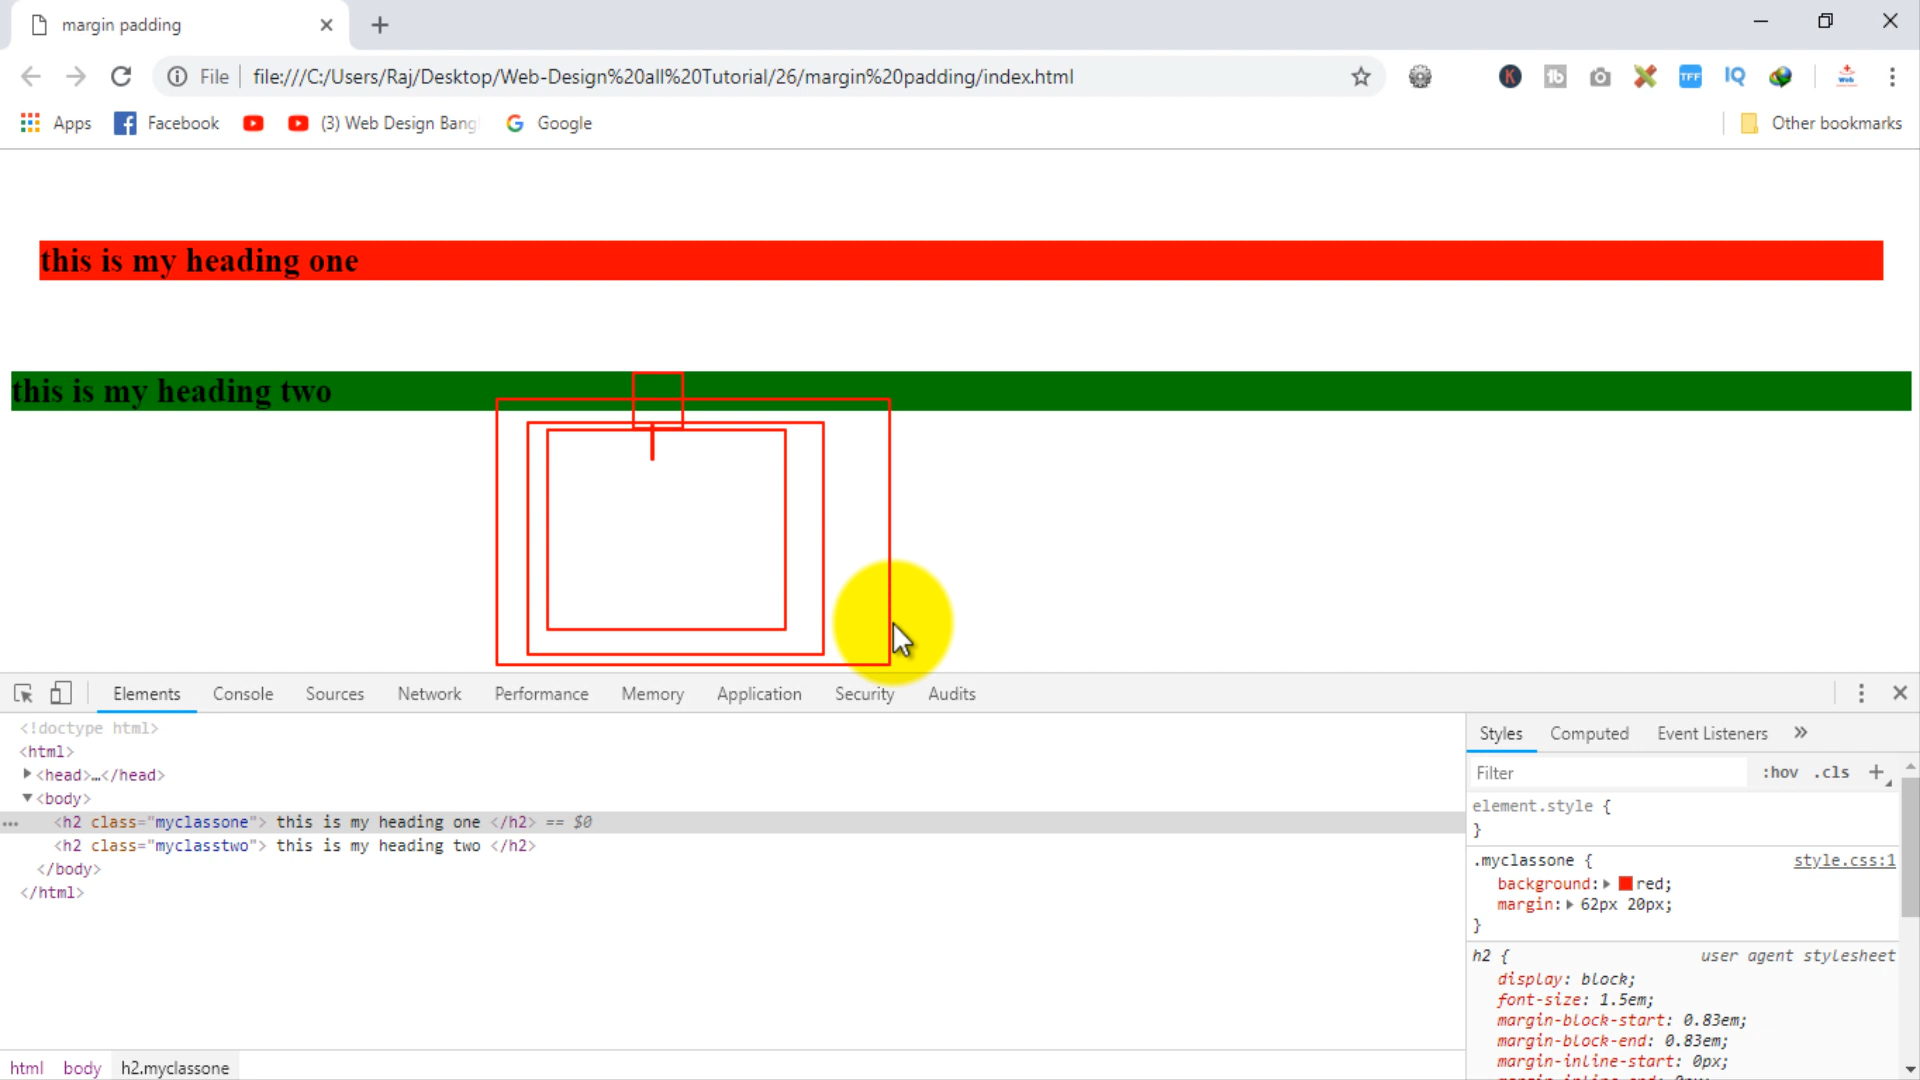 margin padding
File file:///C:/Users/Raj/Desktop/Web-Design%20all%20Tutorial/26/margin%20padding/index.html
K tb TFF IQ Web
Apps Facebook (3) Web Design Bang Google Other bookmarks
this is my heading one
this is my heading two
Elements Console Sources Network Performance Memory Application Security Audits
<!doctype html>
<html>
<head>…</head>
<body>
<h2 class="myclassone"> this is my heading one </h2> == $0
<h2 class="myclasstwo"> this is my heading two </h2>
</body>
</html>
html body h2.myclassone
Styles Computed Event Listeners »
Filter :hov .cls +
element.style {
}
.myclassone { style.css:1
background: red;
margin: 62px 20px;
}
h2 { user agent stylesheet
display: block;
font-size: 1.5em;
margin-block-start: 0.83em;
margin-block-end: 0.83em;
margin-inline-start: 0px;